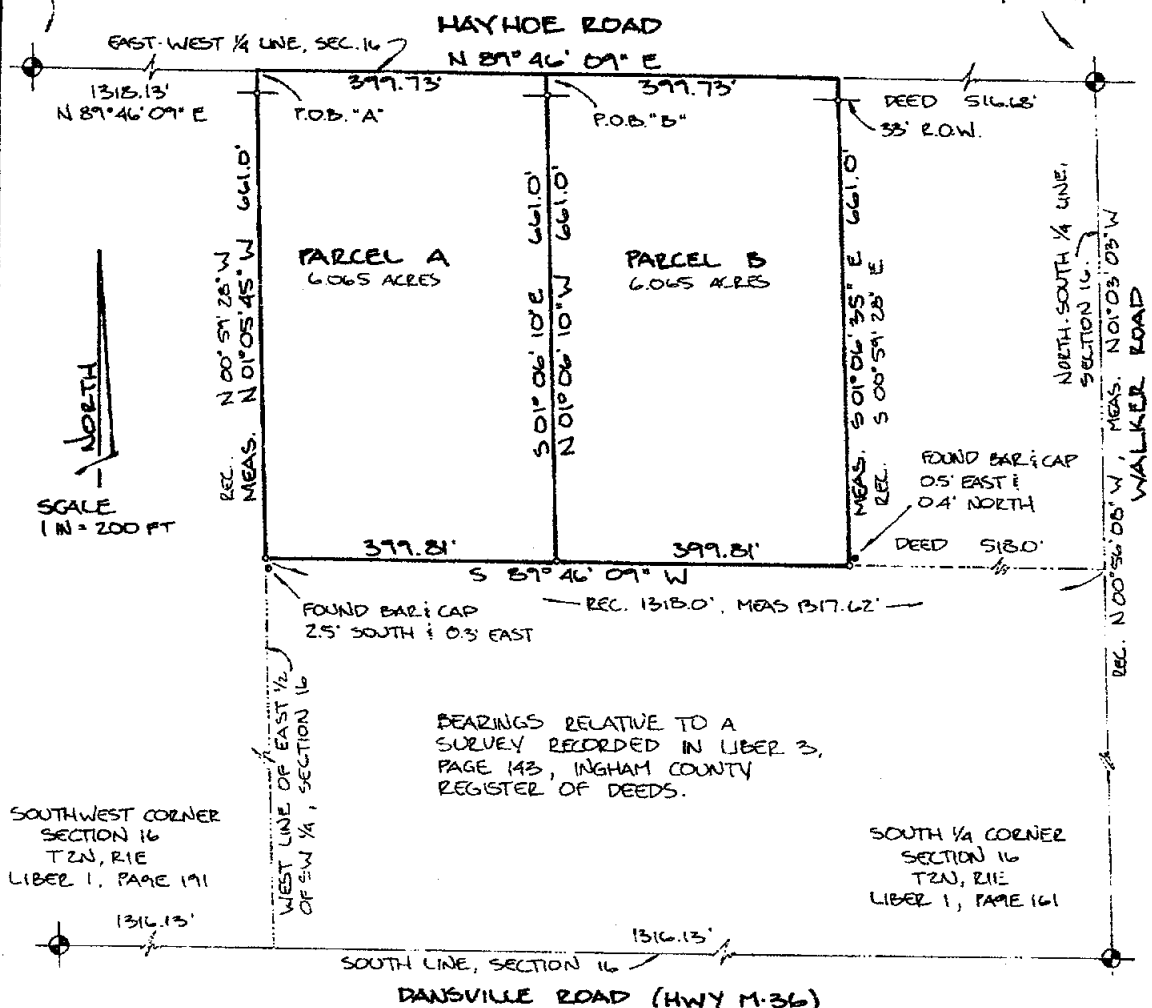 HAYHOE ROAD
EAST-WEST 1/4 LINE, SEC. 16
N 89° 46' 09" E
1318.13'
N 89° 46' 09" E
399.73'
399.73'
P.O.B. "A"
P.O.B. "B"
DEED 516.68'
33' R.O.W.
REC. N 00° 59' 28" W
MEAS. N 01° 05' 45" W 661.0'
PARCEL A
6.065 ACRES
S 01° 06' 10" E 661.0'
N 01° 06' 10" W 661.0'
PARCEL B
6.065 ACRES
MEAS. S 01° 06' 35" E 661.0'
REC. S 00° 59' 28" E
NORTH-SOUTH 1/4 LINE,
SECTION 16.
REC. N 00° 56' 08" W, MEAS. N 01° 03' 03" W
WALKER ROAD
NORTH
SCALE
1 IN = 200 FT
FOUND BAR & CAP
0.5' EAST &
0.4' NORTH
399.81'
399.81'
DEED 518.0'
S 89° 46' 09" W
REC. 1318.0', MEAS 1317.62'
FOUND BAR & CAP
2.5' SOUTH & 0.3' EAST
WEST LINE OF EAST 1/2
OF SW 1/4, SECTION 16
BEARINGS RELATIVE TO A
SURVEY RECORDED IN LIBER 3,
PAGE 143, INGHAM COUNTY
REGISTER OF DEEDS.
SOUTHWEST CORNER
SECTION 16
T2N, R1E
LIBER 1, PAGE 191
SOUTH 1/4 CORNER
SECTION 16
T2N, R1E
LIBER 1, PAGE 161
1316.13'
1316.13'
SOUTH LINE, SECTION 16
DANSVILLE ROAD (HWY M-36)